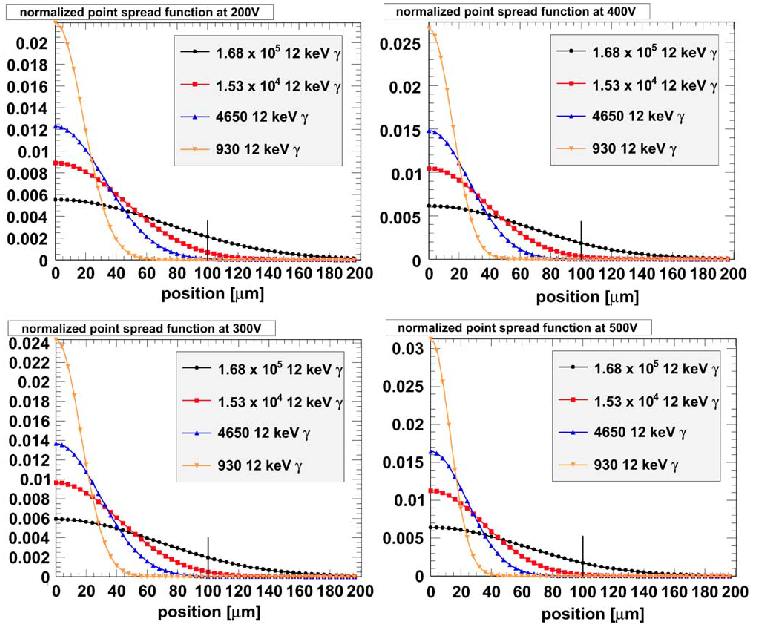 normalized point spread function at 200V
0.02
0.018
0.016
0.014
0.012
0.01
0.008
0.006
0.004
0.002
0
1.68 x 10⁵ 12 keV γ
1.53 x 10⁴ 12 keV γ
4650 12 keV γ
930 12 keV γ
0 20 40 60 80 100 120 140 160 180 200
position [μm]
normalized point spread function at 400V
0.025
0.02
0.015
0.01
0.005
0
1.68 x 10⁵ 12 keV γ
1.53 x 10⁴ 12 keV γ
4650 12 keV γ
930 12 keV γ
0 20 40 60 80 100 120 140 160 180 200
position [μm]
normalized point spread function at 300V
0.024
0.022
0.02
0.018
0.016
0.014
0.012
0.01
0.008
0.006
0.004
0.002
0
1.68 x 10⁵ 12 keV γ
1.53 x 10⁴ 12 keV γ
4650 12 keV γ
930 12 keV γ
0 20 40 60 80 100 120 140 160 180 200
position [μm]
normalized point spread function at 500V
0.03
0.025
0.02
0.015
0.01
0.005
0
1.68 x 10⁵ 12 keV γ
1.53 x 10⁴ 12 keV γ
4650 12 keV γ
930 12 keV γ
0 20 40 60 80 100 120 140 160 180 200
position [μm]